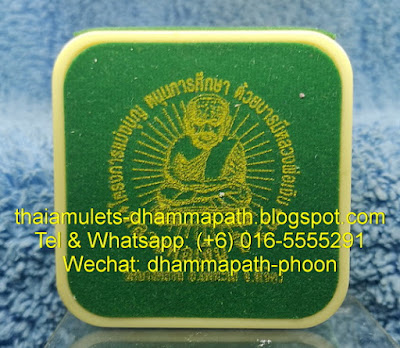 โครงการแบ่งบุญ หนุนการศึกษา ด้วยบารมีหลวงพ่อเงิน
thaiamulets-dhammapath.blogspot.com
Tel & Whatsapp: (+6) 016-5555291
Wechat: dhammapath-phoon